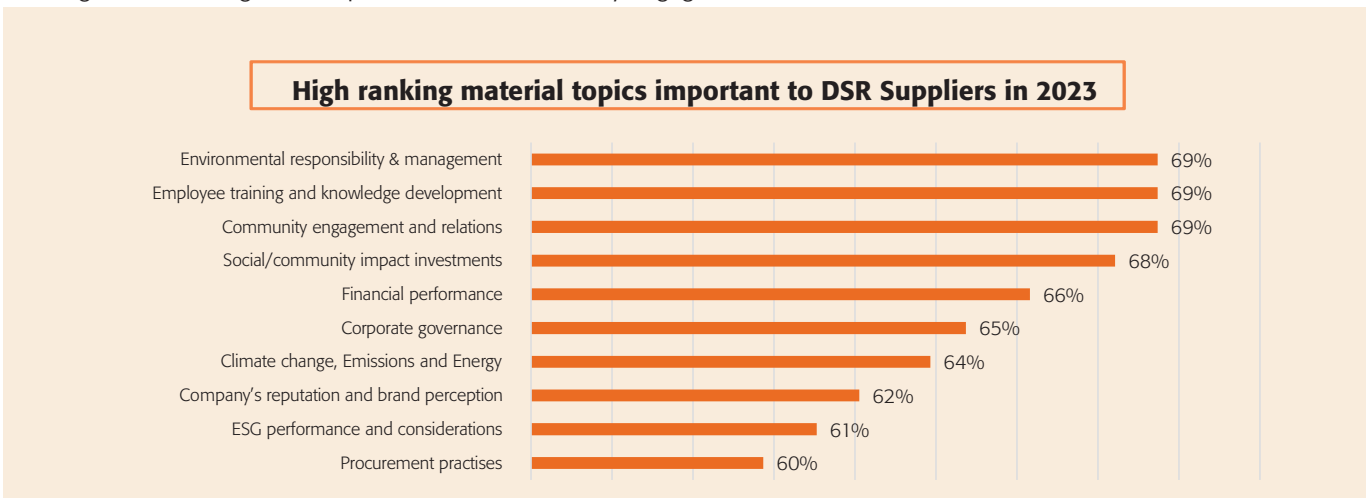 High ranking material topics important to DSR Suppliers in 2023
Environmental responsibility & management 69%
Employee training and knowledge development 69%
Community engagement and relations 69%
Social/community impact investments 68%
Financial performance 66%
Corporate governance 65%
Climate change, Emissions and Energy 64%
Company's reputation and brand perception 62%
ESG performance and considerations 61%
Procurement practises 60%